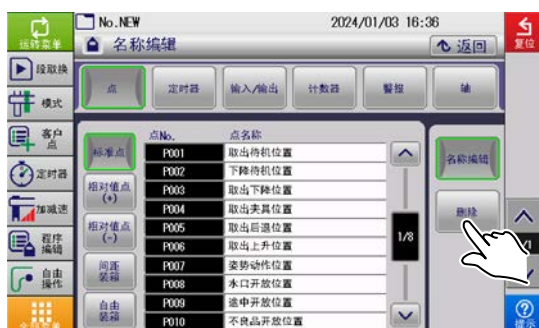 No.NEW 2024/01/03 16:36
运转菜单
名称编辑
返回
复位
段取换
模式
客户点
定时器
加减速
程序编辑
自由操作
点 定时器 输入/输出 计数器 警报 轴
点No. 点名称
标准点
相对值点(+)
相对值点(-)
间距装箱
自由装箱
P001 取出待机位置
P002 下降待机位置
P003 取出下降位置
P004 取出夹具位置
P005 取出后退位置
P006 取出上升位置
P007 姿势动作位置
P008 水口开放位置
P009 途中开放位置
P010 不良品开放位置
1/8
名称编辑
删除
提示